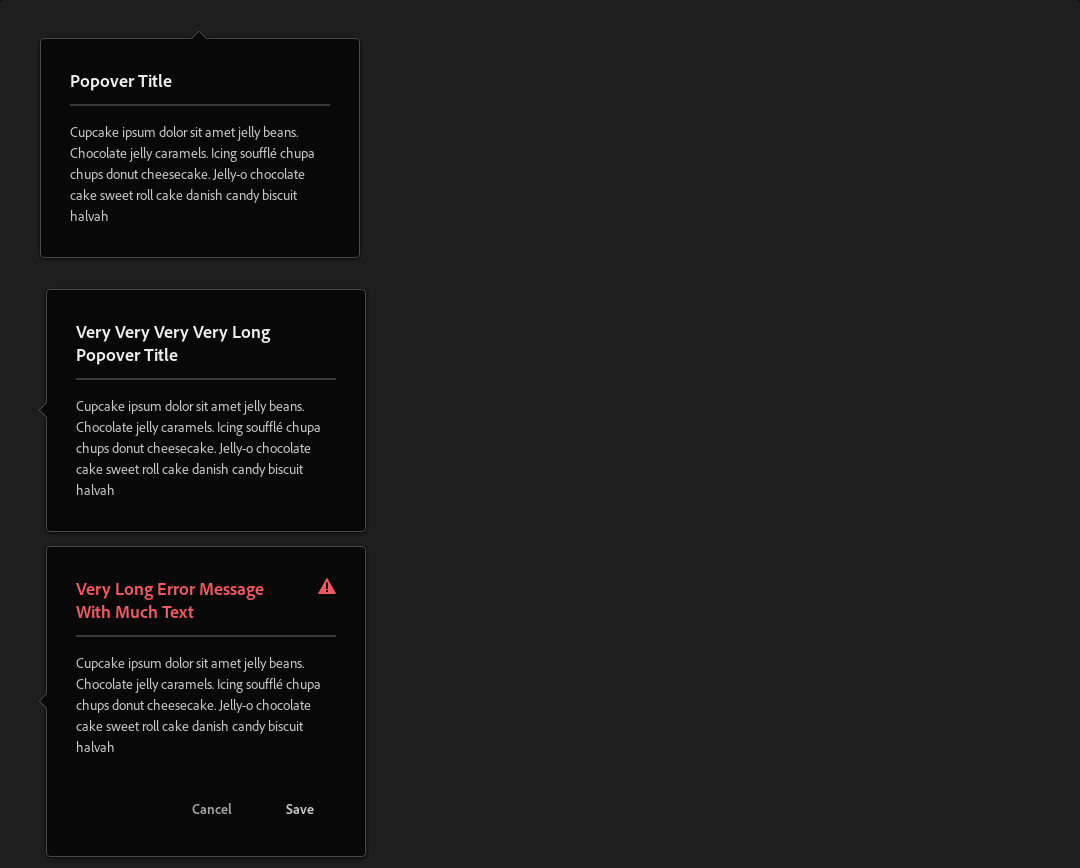 Popover Title
Cupcake ipsum dolor sit amet jelly beans.
Chocolate jelly caramels. Icing soufflé chupa
chups donut cheesecake. Jelly-o chocolate
cake sweet roll cake danish candy biscuit
halvah
Very Very Very Very Long
Popover Title
Cupcake ipsum dolor sit amet jelly beans.
Chocolate jelly caramels. Icing soufflé chupa
chups donut cheesecake. Jelly-o chocolate
cake sweet roll cake danish candy biscuit
halvah
Very Long Error Message
With Much Text
Cupcake ipsum dolor sit amet jelly beans.
Chocolate jelly caramels. Icing soufflé chupa
chups donut cheesecake. Jelly-o chocolate
cake sweet roll cake danish candy biscuit
halvah
Cancel Save